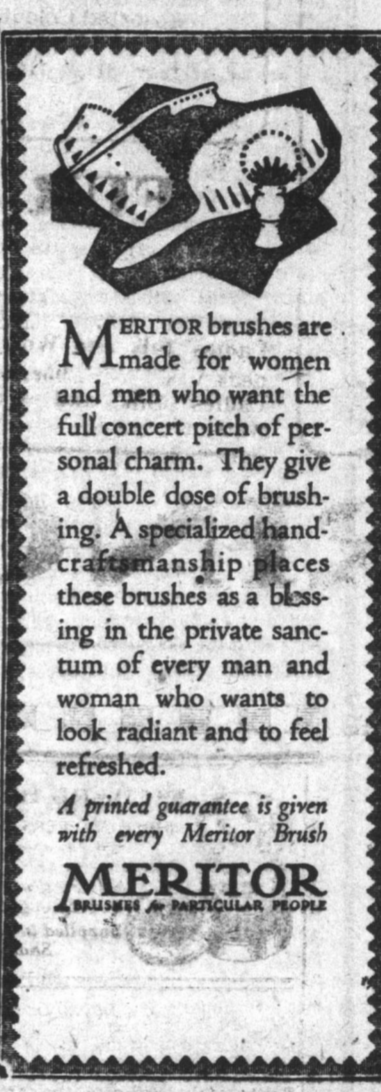 MERITOR brushes are
made for women
and men who want the
full concert pitch of per-
sonal charm. They give
a double dose of brush-
ing. A specialized hand-
craftsmanship places
these brushes as a bless-
ing in the private sanc-
tum of every man and
woman who wants to
look radiant and to feel
refreshed.
A printed guarantee is given
with every Meritor Brush
MERITOR
BRUSHES for PARTICULAR PEOPLE